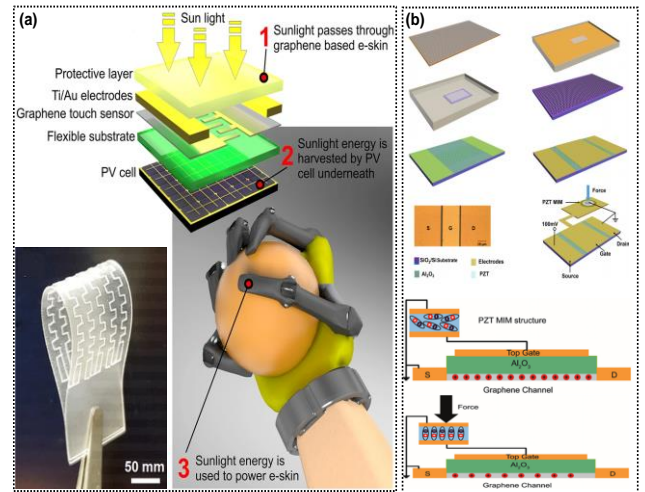 (a)
Sun light
1 Sunlight passes through
graphene based e-skin
Protective layer
Ti/Au electrodes
Graphene touch sensor
Flexible substrate
PV cell
2 Sunlight energy is
harvested by PV
cell underneath
3 Sunlight energy is
used to power e-skin
50 mm
(b)
Force
PZT MIM
100mV
Drain
Gate
Source
S G D
SiO2/Si Substrate
Electrodes
Al2O3
PZT
PZT MIM structure
Top Gate
Al2O3
S
D
Graphene Channel
Force
Top Gate
Al2O3
S
D
Graphene Channel